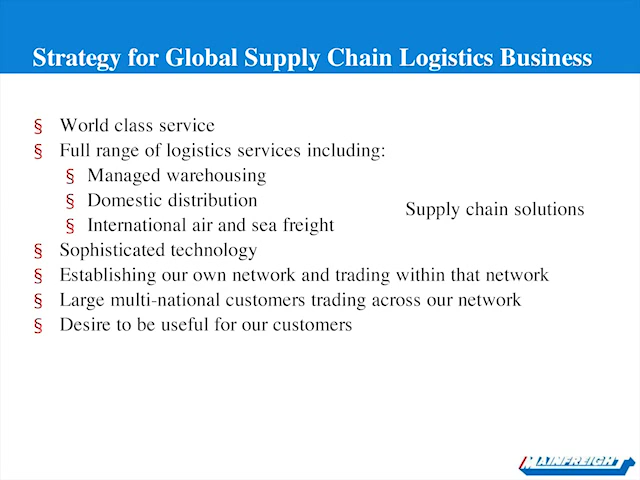 Strategy for Global Supply Chain Logistics Business
§ World class service
§ Full range of logistics services including:
§ Managed warehousing
§ Domestic distribution
§ International air and sea freight
Supply chain solutions
§ Sophisticated technology
§ Establishing our own network and trading within that network
§ Large multi-national customers trading across our network
§ Desire to be useful for our customers
MAINFREIGHT